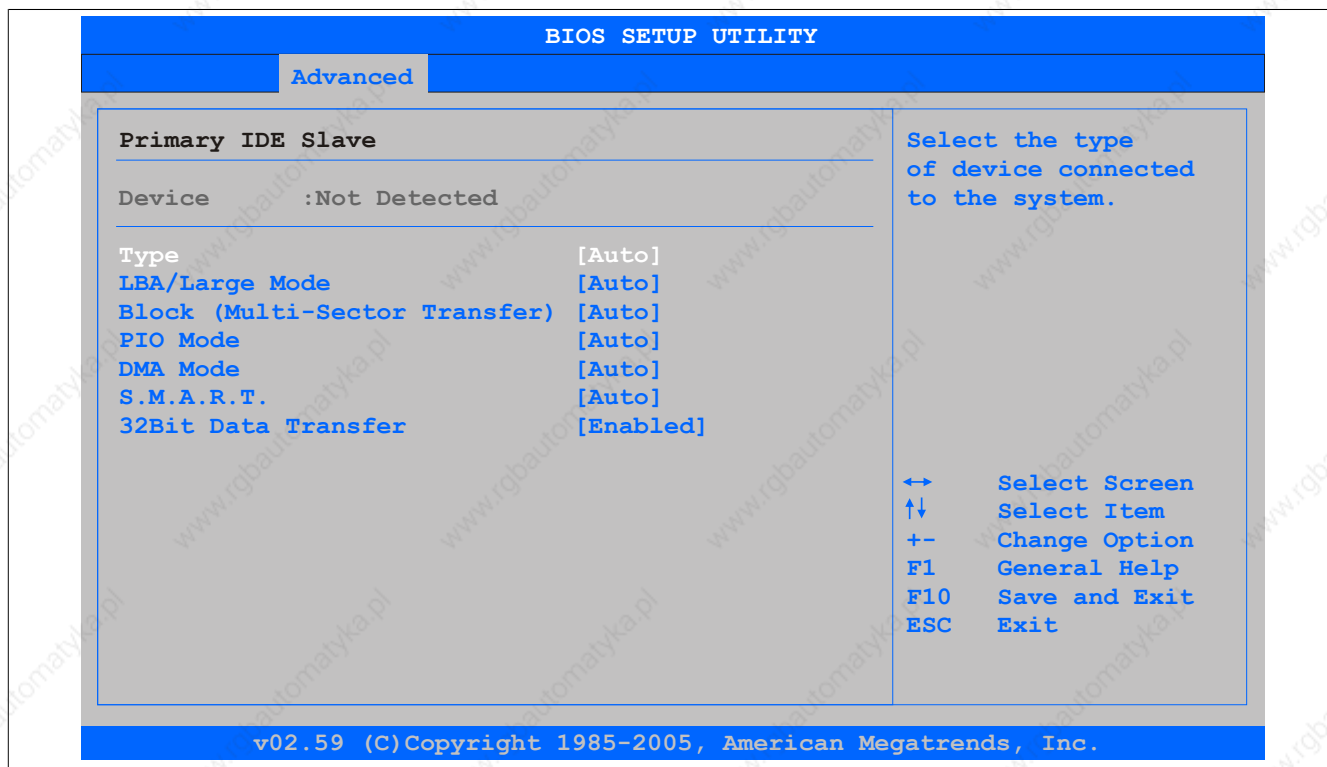 BIOS SETUP UTILITY
Advanced
Primary IDE Slave
Device :Not Detected
Type [Auto]
LBA/Large Mode [Auto]
Block (Multi-Sector Transfer) [Auto]
PIO Mode [Auto]
DMA Mode [Auto]
S.M.A.R.T. [Auto]
32Bit Data Transfer [Enabled]
Select the type
of device connected
to the system.
↔ Select Screen
↑↓ Select Item
+- Change Option
F1 General Help
F10 Save and Exit
ESC Exit
v02.59 (C)Copyright 1985-2005, American Megatrends, Inc.
www.rgbautomatyka.pl